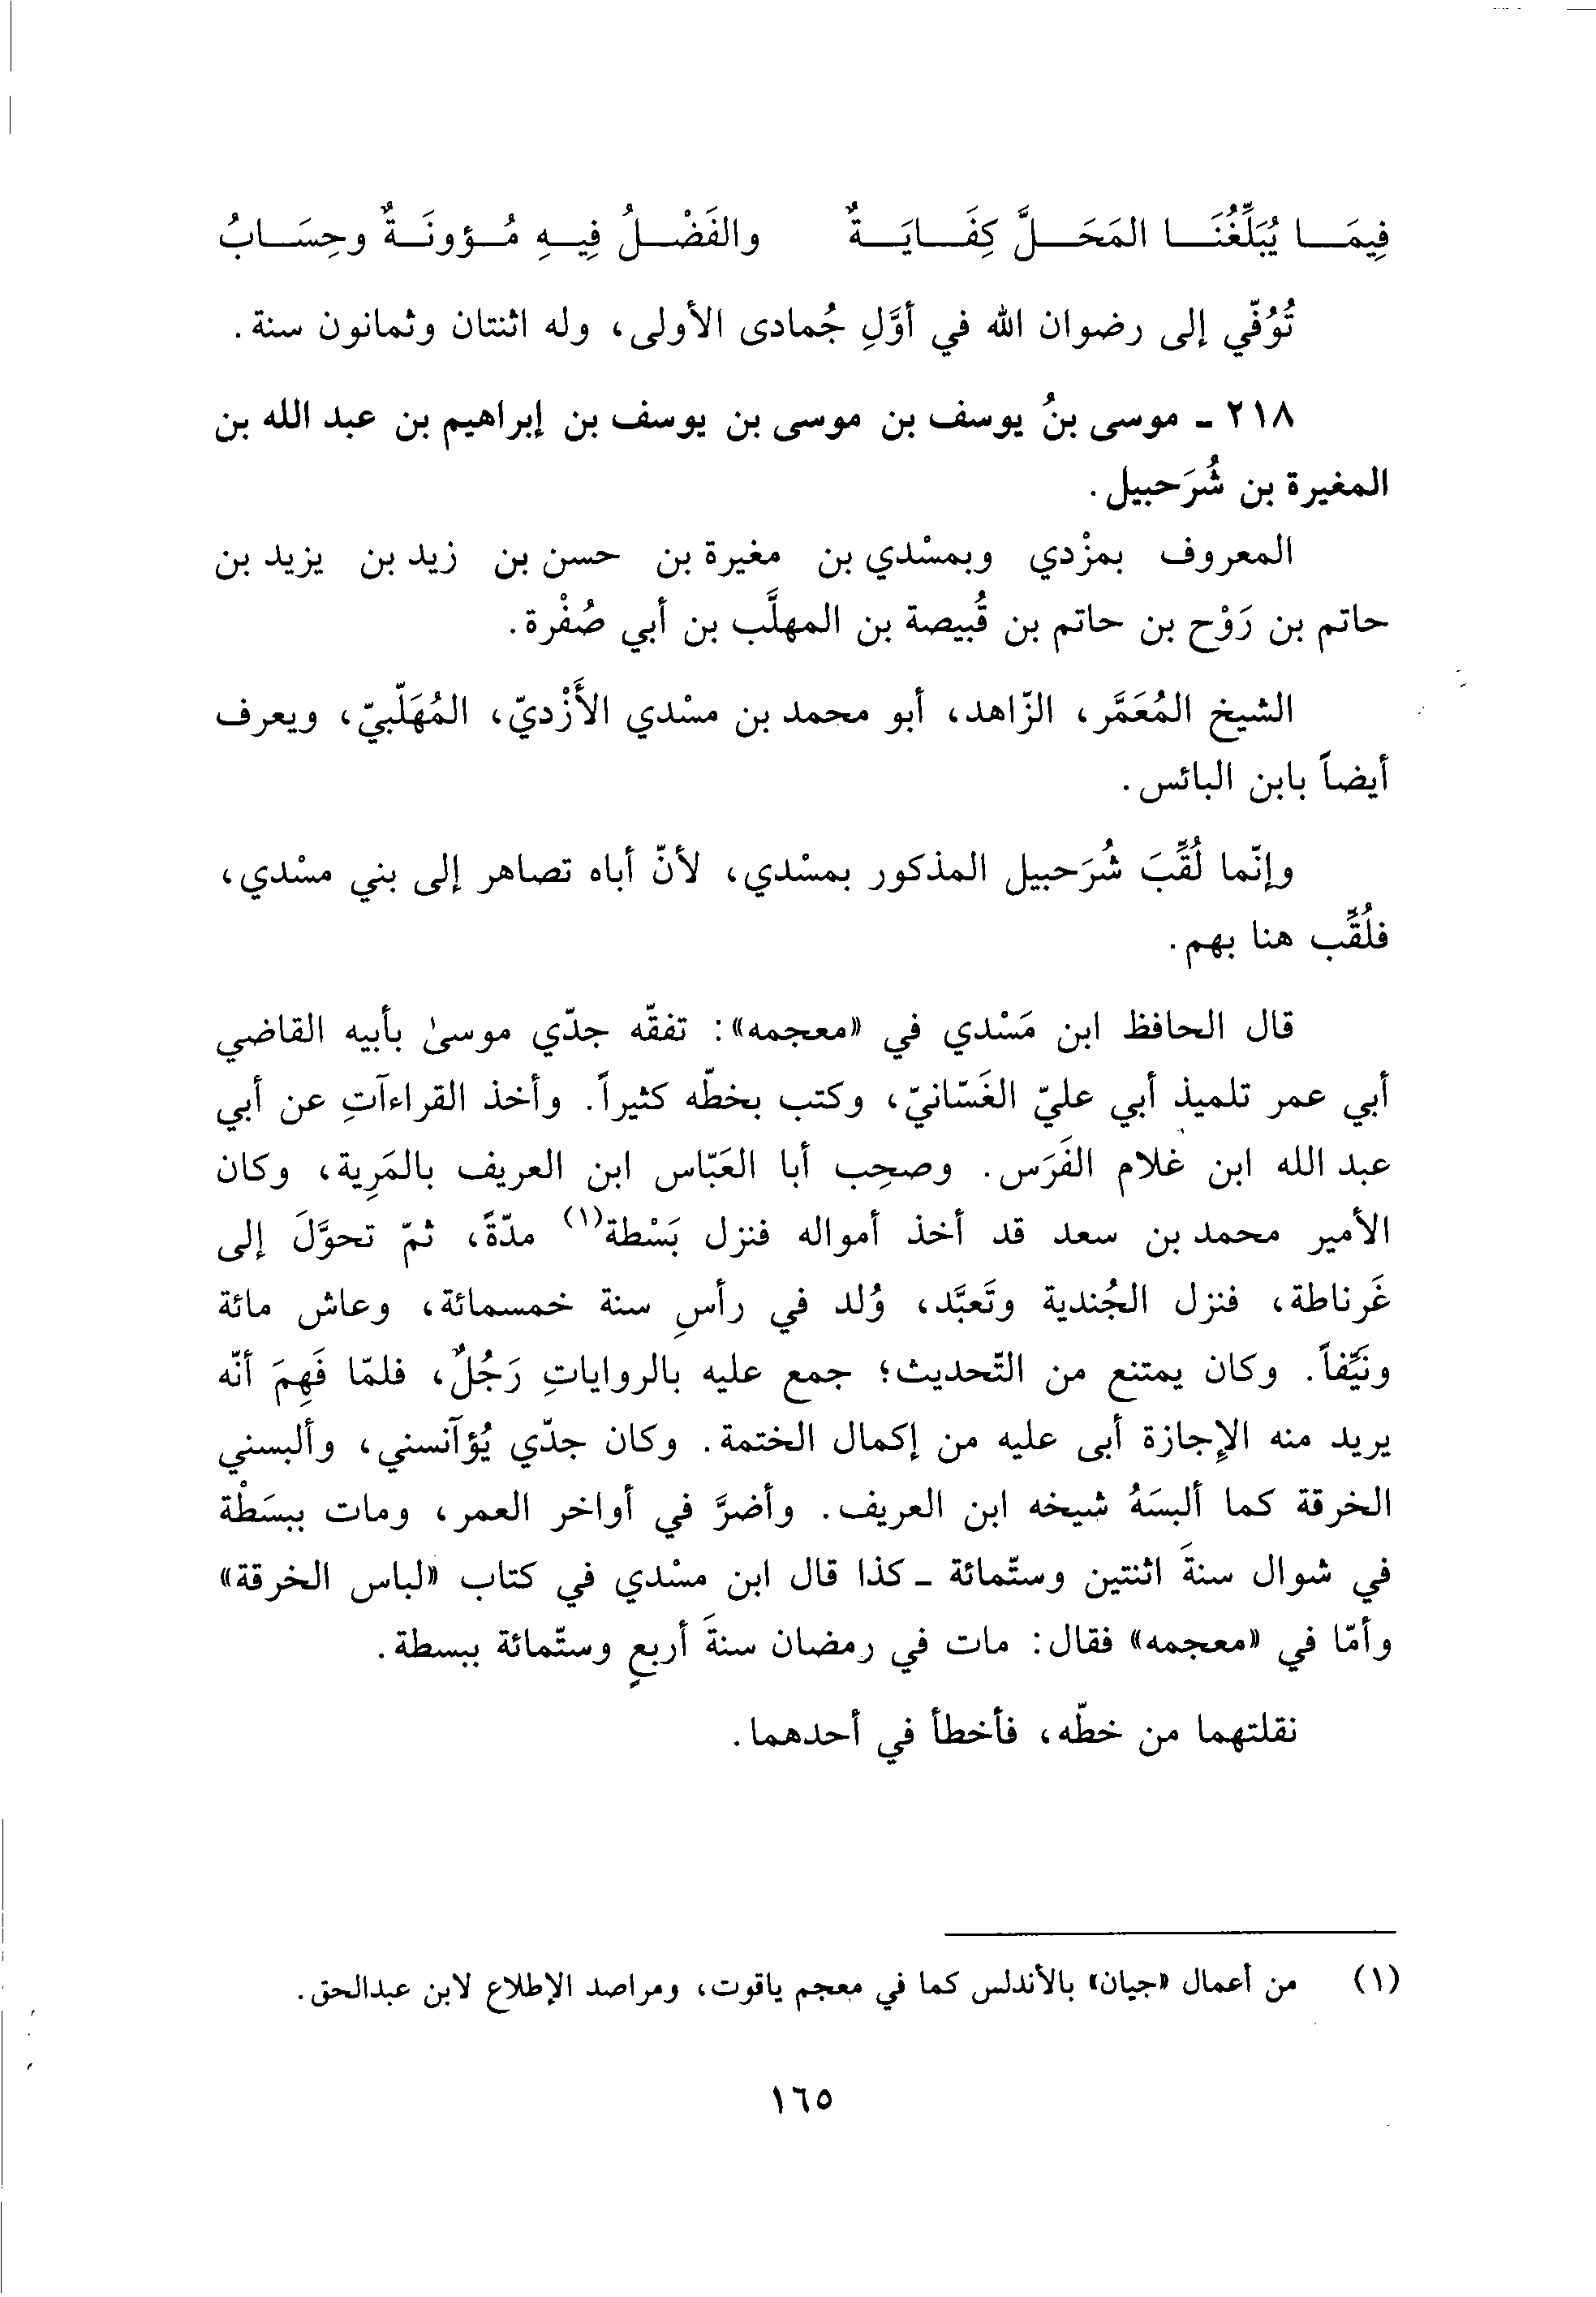 فِيمَا يُبَلِّغُنَا المَحَلَّ كِفَايَةٌ والفَضْلُ فِيهِ مُؤونَةٌ وحِسَابُ
تُوُفّي إلى رضوان الله في أوَّلِ جُمادى الأولى، وله اثنتان وثمانون سنة.
٢١٨ - موسى بنُ يوسف بن موسى بن يوسف بن إبراهيم بن عبد الله بن
المغيرة بن شُرَحبيل.
المعروف بمزْدي وبمسْدي بن مغيرة بن حسن بن زيد بن يزيد بن
حاتم بن رَوْح بن حاتم بن قُبيصة بن المهلَّب بن أبي صُفْرة.
الشيخ المُعَمَّر، الزّاهد، أبو محمد بن مسْدي الأَزْديّ، المُهَلّبيّ، ويعرف
أيضاً بابن البائس.
وإنّما لُقِّبَ شُرَحبيل المذكور بمسْدي، لأنّ أباه تصاهر إلى بني مسْدي،
فلُقِّب هنا بهم.
قال الحافظ ابن مَسْدي في «معجمه»: تفقّه جدّي موسىٰ بأبيه القاضي
أبي عمر تلميذ أبي عليّ الغَسّانيّ، وكتب بخطّه كثيراً. وأخذ القراءآتِ عن أبي
عبد الله ابن غلام الفَرَس. وصحِب أبا العَبّاس ابن العريف بالمَرِية، وكان
الأمير محمد بن سعد قد أخذ أمواله فنزل بَسْطة(١) مدّةً، ثمّ تحوَّلَ إلى
غَرناطة، فنزل الجُندية وتَعبَّد، وُلد في رأسِ سنة خمسمائة، وعاش مائة
ونَيِّفاً. وكان يمتنع من التّحديث؛ جمع عليه بالرواياتِ رَجُلٌ، فلمّا فَهِمَ أنّه
يريد منه الإِجازة أبى عليه من إكمال الختمة. وكان جدّي يُؤآنسني، وألبسني
الخرقة كما ألبسَهُ شيخه ابن العريف. وأضرَّ في أواخر العمر، ومات ببسَطْة
في شوال سنةَ اثنتين وستّمائة - كذا قال ابن مسْدي في كتاب «لباس الخرقة»
وأمّا في «معجمه» فقال: مات في رمضان سنةَ أربعٍ وستّمائة ببسطة.
نقلتهما من خطّه، فأخطأ في أحدهما.
(١) من أعمال «جيان» بالأندلس كما في معجم ياقوت، ومراصد الإطلاع لابن عبدالحق.
١٦٥